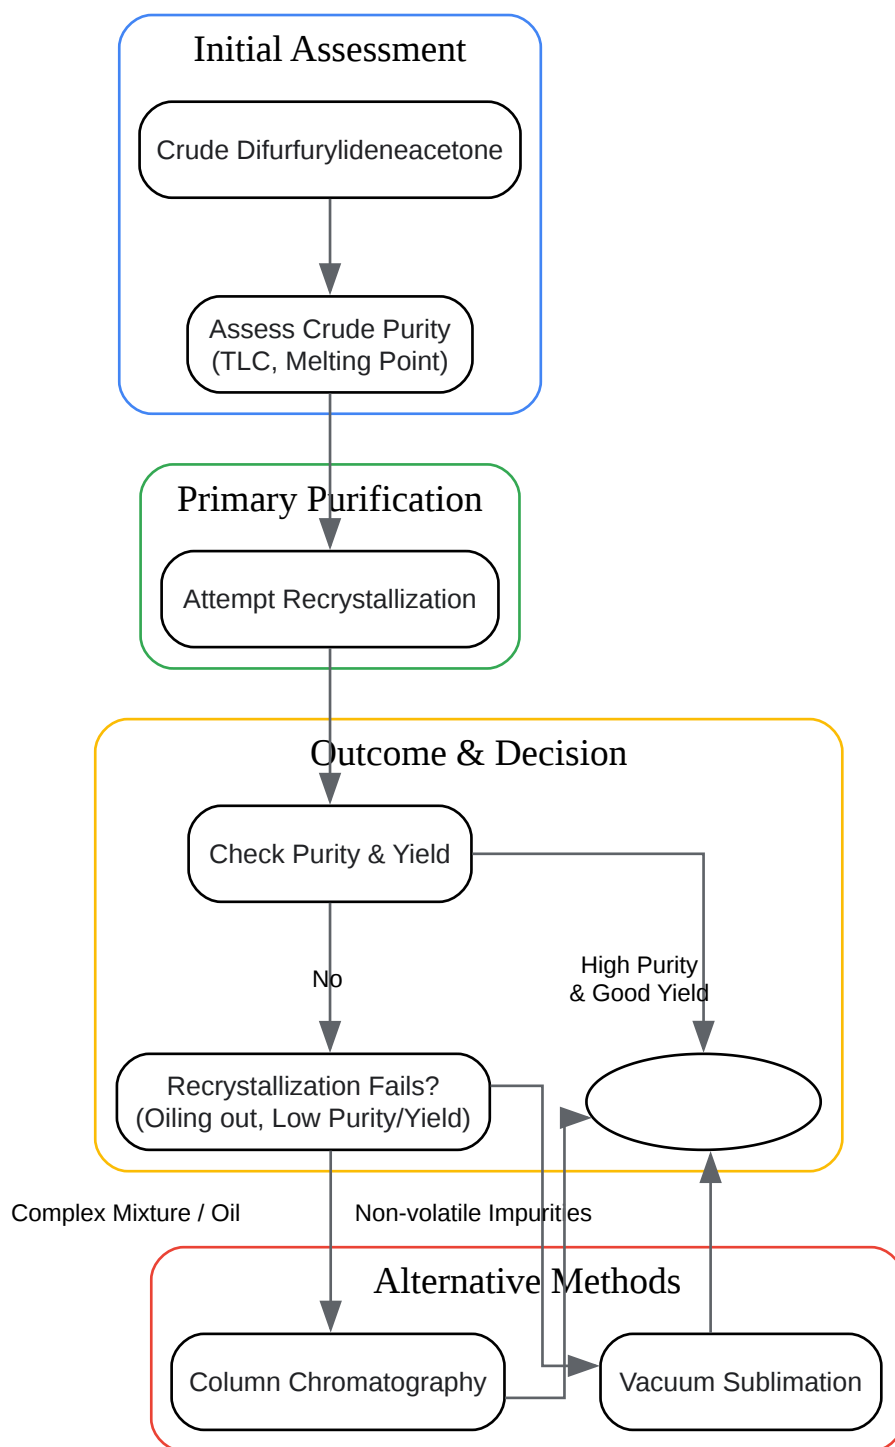 Initial Assessment
Crude Difurfurylideneacetone
Assess Crude Purity
(TLC, Melting Point)
Primary Purification
Attempt Recrystallization
Outcome & Decision
Check Purity & Yield
No
High Purity
& Good Yield
Recrystallization Fails?
(Oiling out, Low Purity/Yield)
Complex Mixture / Oil
Non-volatile Impurities
Alternative Methods
Column Chromatography
Vacuum Sublimation